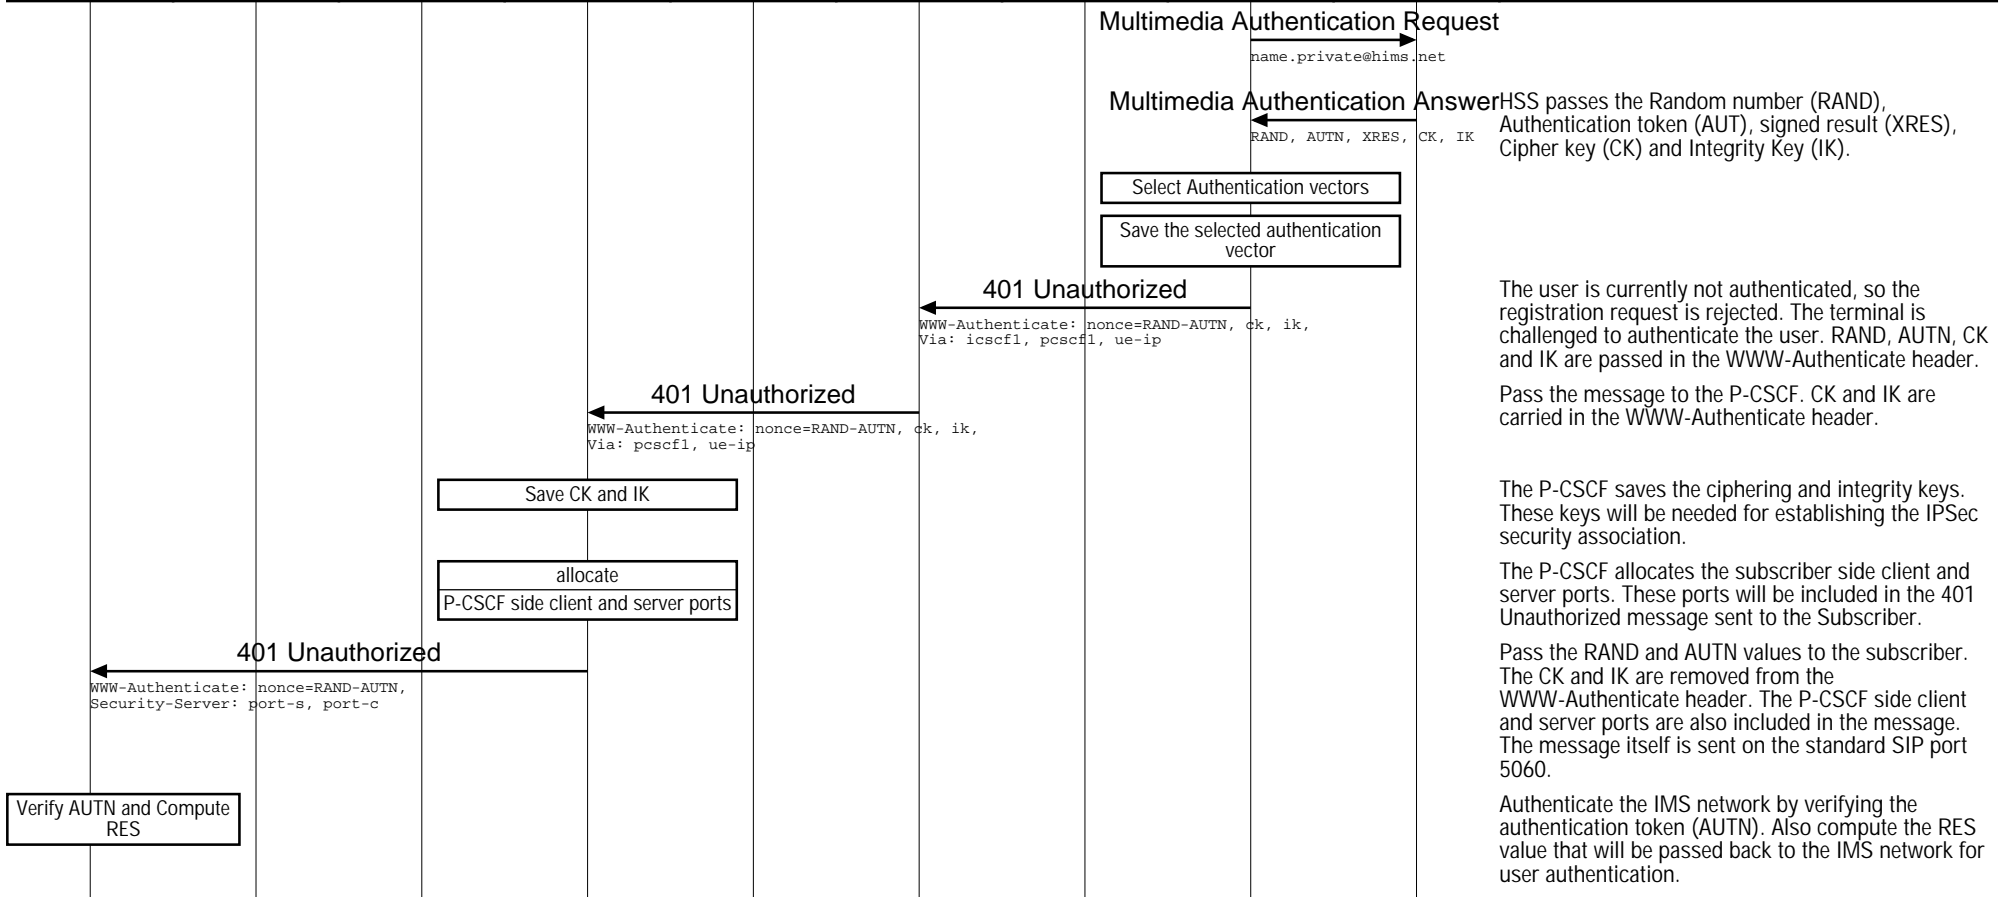 Multimedia Authentication Request
name.private@hims.net
Multimedia Authentication Answer
RAND, AUTN, XRES, CK, IK
HSS passes the Random number (RAND),
Authentication token (AUT), signed result (XRES),
Cipher key (CK) and Integrity Key (IK).
Select Authentication vectors
Save the selected authentication
vector
401 Unauthorized
WWW-Authenticate: nonce=RAND-AUTN, ck, ik,
Via: icscf1, pcscf1, ue-ip
The user is currently not authenticated, so the
registration request is rejected. The terminal is
challenged to authenticate the user. RAND, AUTN, CK
and IK are passed in the WWW-Authenticate header.
401 Unauthorized
WWW-Authenticate: nonce=RAND-AUTN, ck, ik,
Via: pcscf1, ue-ip
Pass the message to the P-CSCF. CK and IK are
carried in the WWW-Authenticate header.
Save CK and IK
The P-CSCF saves the ciphering and integrity keys.
These keys will be needed for establishing the IPSec
security association.
allocate
P-CSCF side client and server ports
The P-CSCF allocates the subscriber side client and
server ports. These ports will be included in the 401
Unauthorized message sent to the Subscriber.
401 Unauthorized
WWW-Authenticate: nonce=RAND-AUTN,
Security-Server: port-s, port-c
Pass the RAND and AUTN values to the subscriber.
The CK and IK are removed from the
WWW-Authenticate header. The P-CSCF side client
and server ports are also included in the message.
The message itself is sent on the standard SIP port
5060.
Verify AUTN and Compute
RES
Authenticate the IMS network by verifying the
authentication token (AUTN). Also compute the RES
value that will be passed back to the IMS network for
user authentication.